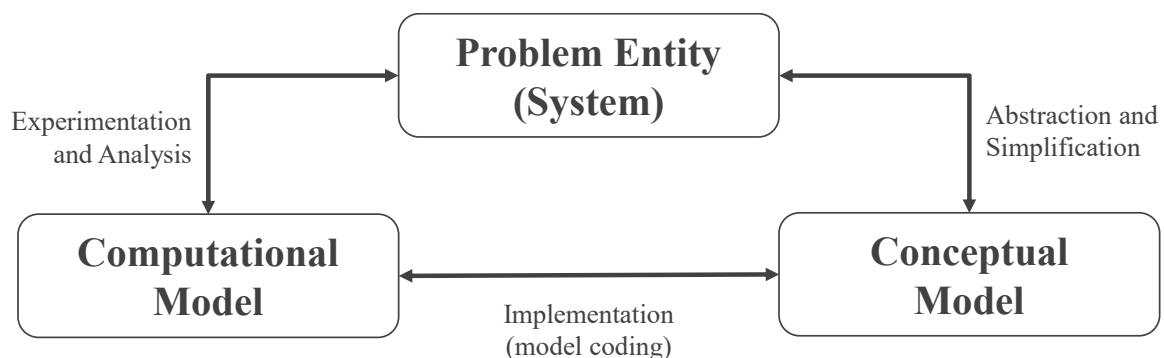 Problem Entity
(System)
Experimentation
and Analysis
Abstraction and
Simplification
Computational
Model
Conceptual
Model
Implementation
(model coding)